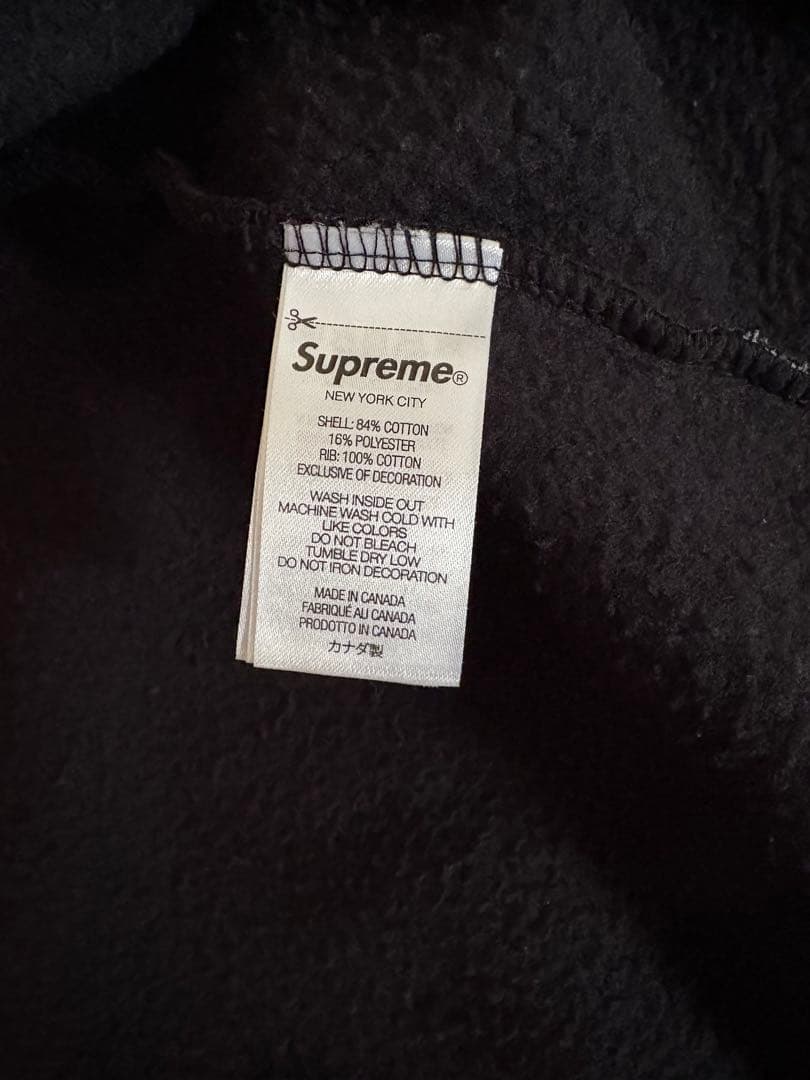 Supreme®
NEW YORK CITY
SHELL: 84% COTTON
16% POLYESTER
RIB: 100% COTTON
EXCLUSIVE OF DECORATION
WASH INSIDE OUT
MACHINE WASH COLD WITH
LIKE COLORS
DO NOT BLEACH
TUMBLE DRY LOW
DO NOT IRON DECORATION
MADE IN CANADA
FABRIQUÉ AU CANADA
PRODOTTO IN CANADA
カナダ製